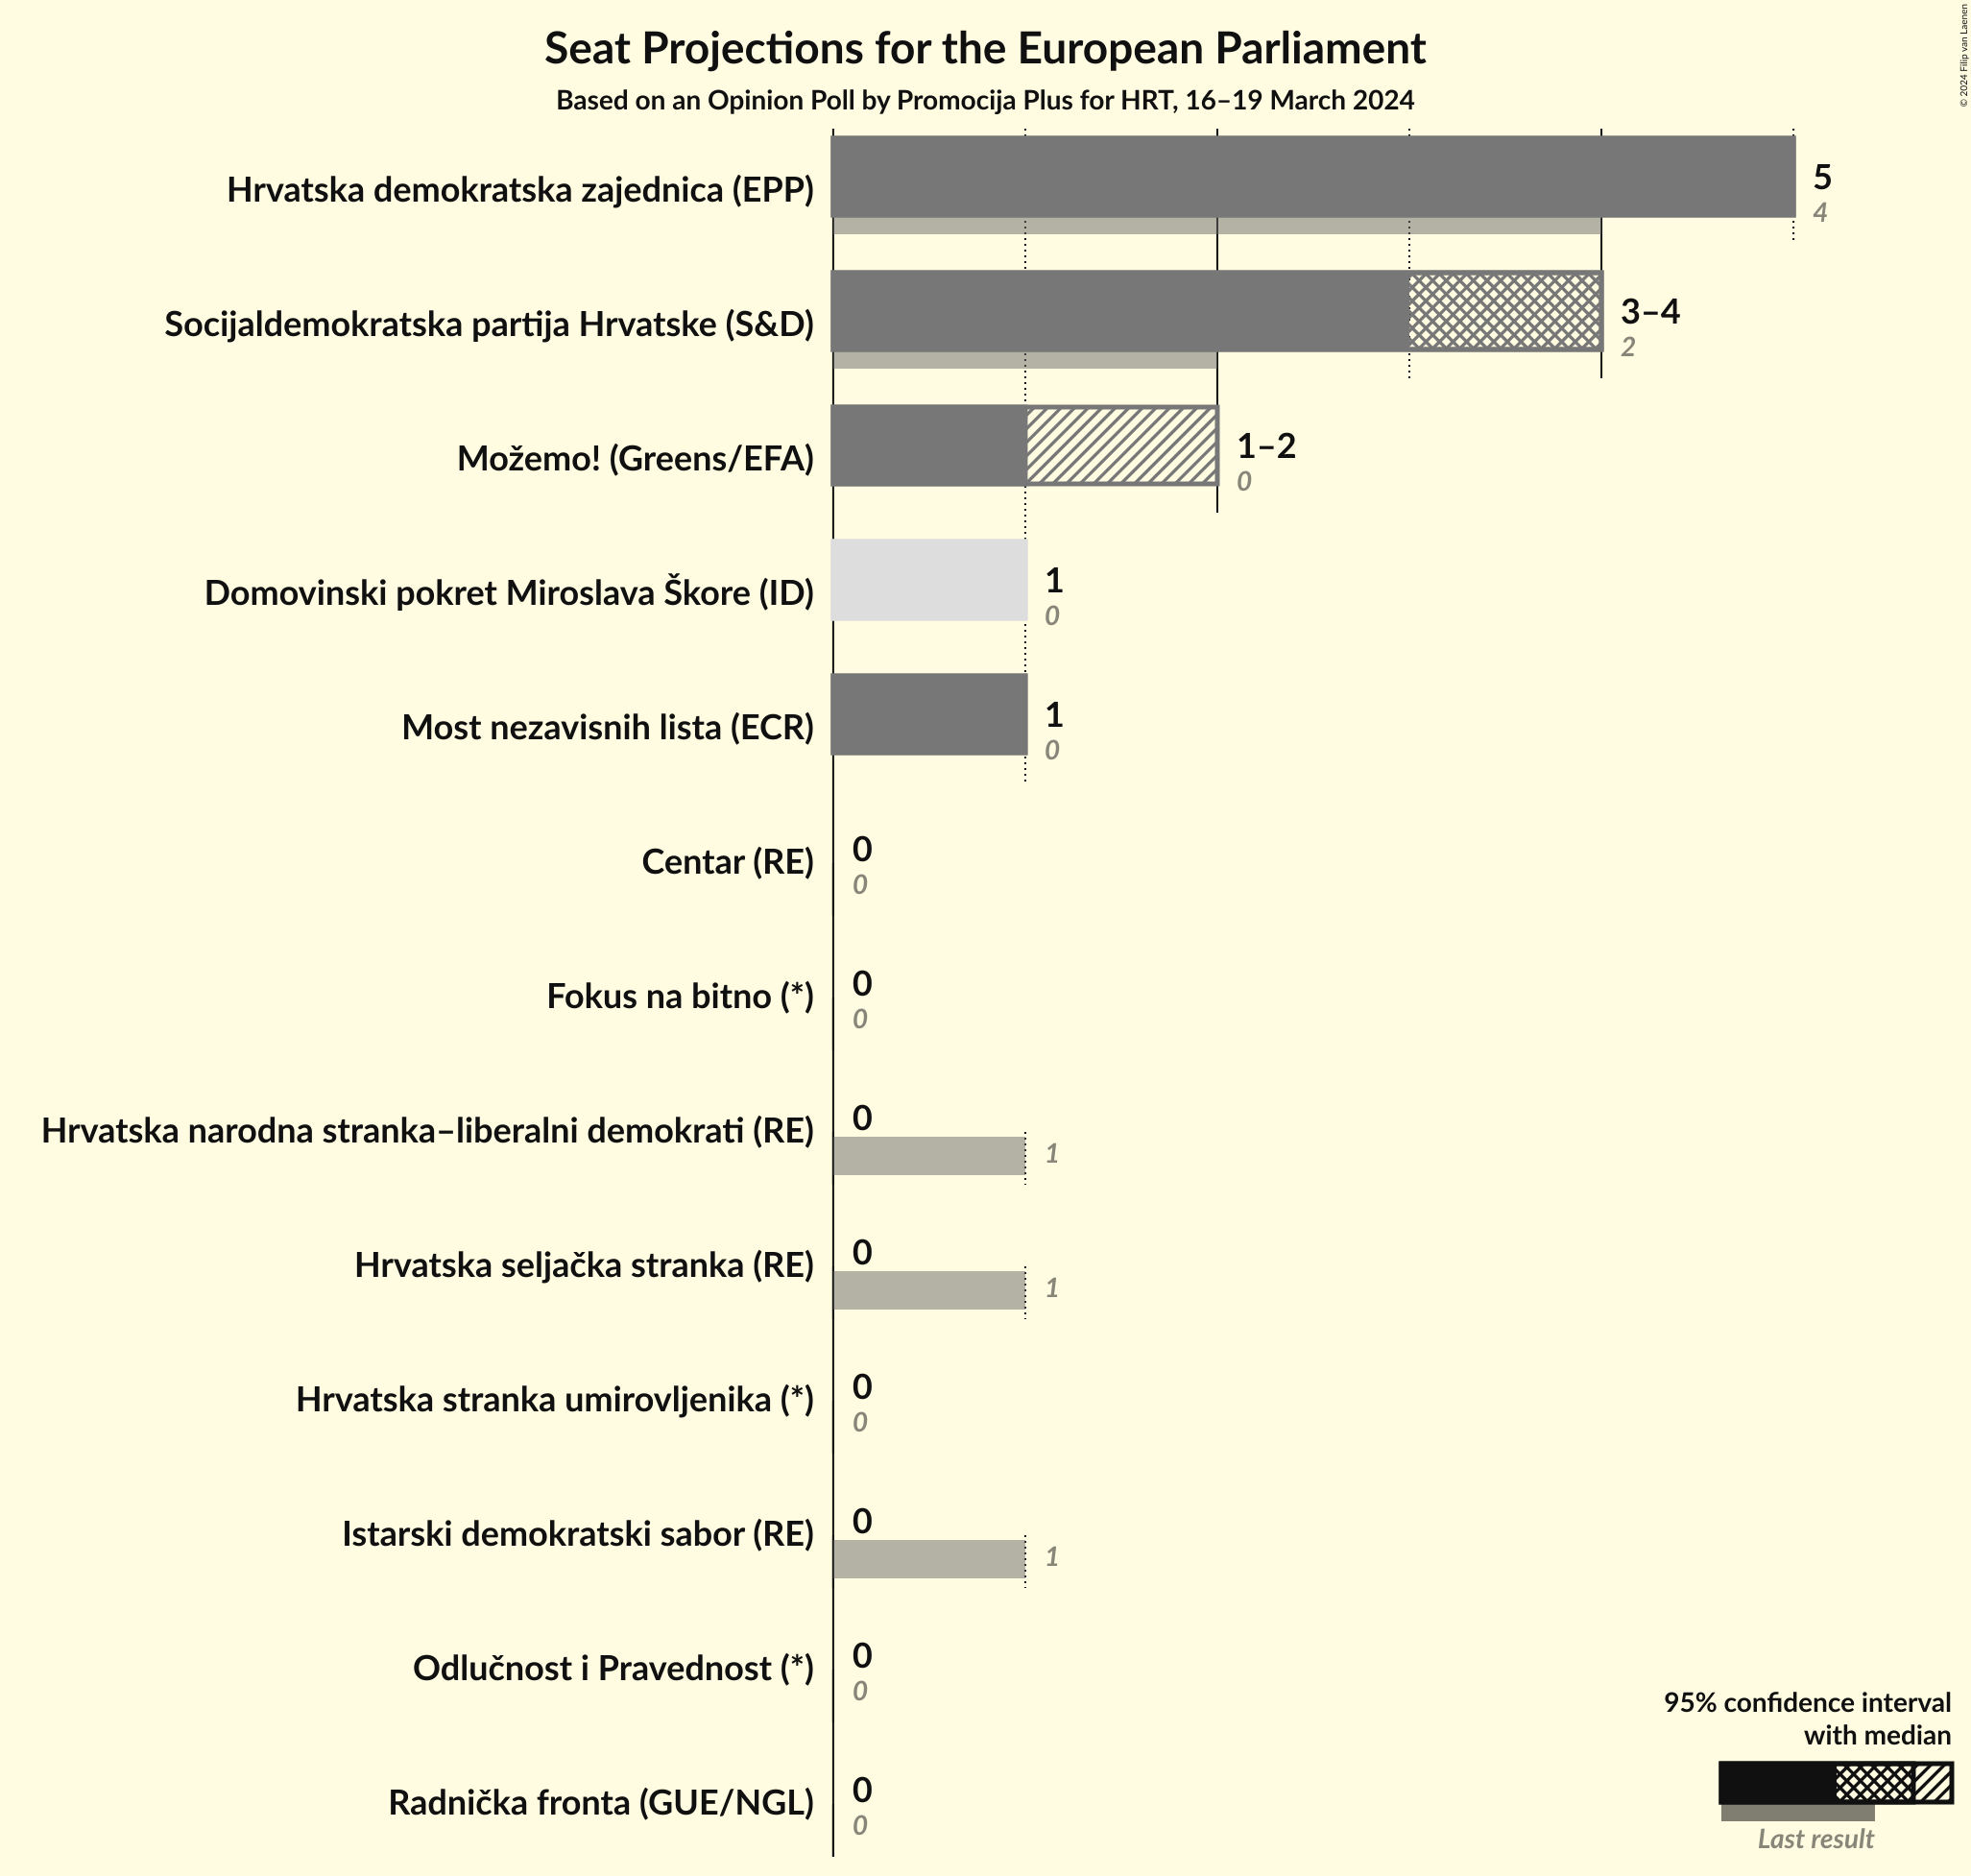 Seat Projections for the European Parliament
Based on an Opinion Poll by Promocija Plus for HRT, 16–19 March 2024
© 2024 Filip van Laenen
Hrvatska demokratska zajednica (EPP)
5
4
Socijaldemokratska partija Hrvatske (S&D)
3–4
2
Možemo! (Greens/EFA)
1–2
0
Domovinski pokret Miroslava Škore (ID)
1
0
Most nezavisnih lista (ECR)
1
0
Centar (RE)
0
0
Fokus na bitno (*)
0
0
Hrvatska narodna stranka–liberalni demokrati (RE)
0
1
Hrvatska seljačka stranka (RE)
0
1
Hrvatska stranka umirovljenika (*)
0
0
Istarski demokratski sabor (RE)
0
1
Odlučnost i Pravednost (*)
0
0
Radnička fronta (GUE/NGL)
0
0
95% confidence interval
with median
Last result